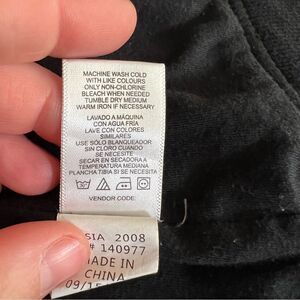 MACHINE WASH COLD
WITH LIKE COLOURS
ONLY NON-CHLORINE
BLEACH WHEN NEEDED
TUMBLE DRY MEDIUM
WARM IRON IF NECESSARY
LAVADO A MÁQUINA
CON AGUA FRÍA
LAVE CON COLORES
SIMILARES
USE SÓLO BLANQUEADOR
SIN CLORO CUANDO
SE NECESITE
SECAR EN SECADORA A
TEMPERATURA MEDIANA
PLANCHA TIBIA SI SE NECESITA
VENDOR CODE:
SIA 2008
# 140977
MADE IN
CHINA
09/15